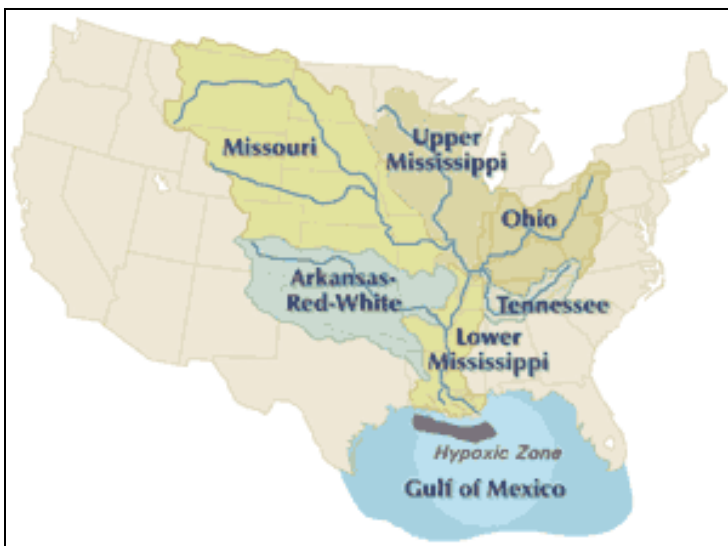 Missouri
Upper
Mississippi
Ohio
Arkansas-
Red-White
Tennessee
Lower
Mississippi
Hypoxic Zone
Gulf of Mexico